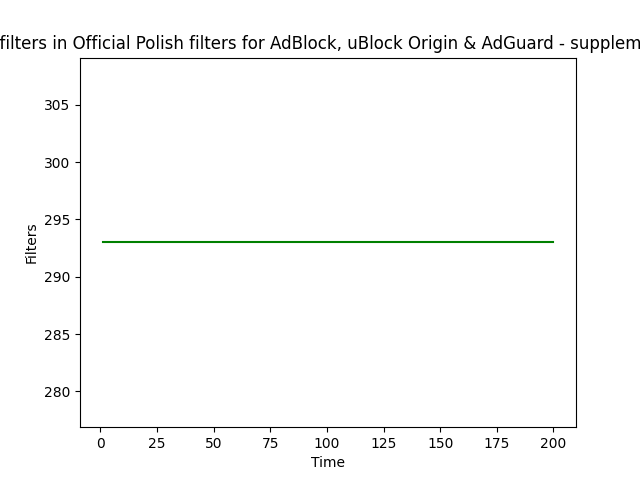 filters in Official Polish filters for AdBlock, uBlock Origin & AdGuard - supplem
305
300
295
290
285
280
Filters
0 25 50 75 100 125 150 175 200
Time